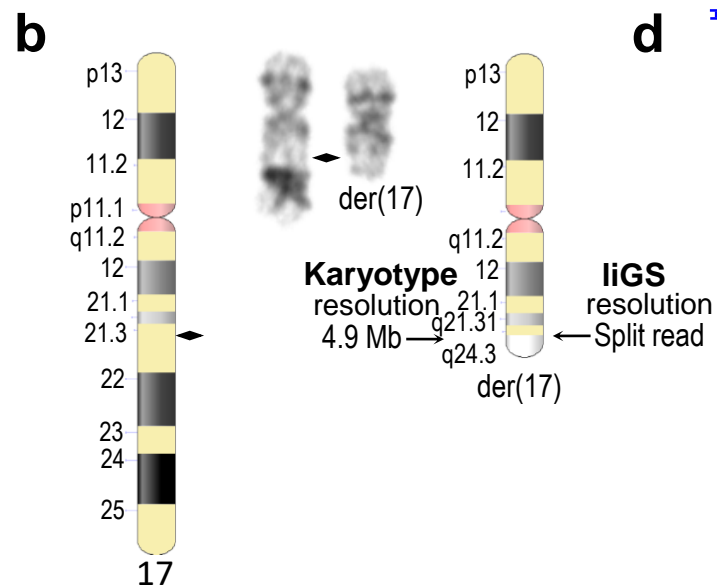 b
p13
12
11.2
p11.1
q11.2
12
21.1
21.3
22
23
24
25
17
der(17)
Karyotype
resolution
4.9 Mb
p13
12
11.2
q11.2
12
21.1
q21.31
q24.3
der(17)
liGS
resolution
Split read
d